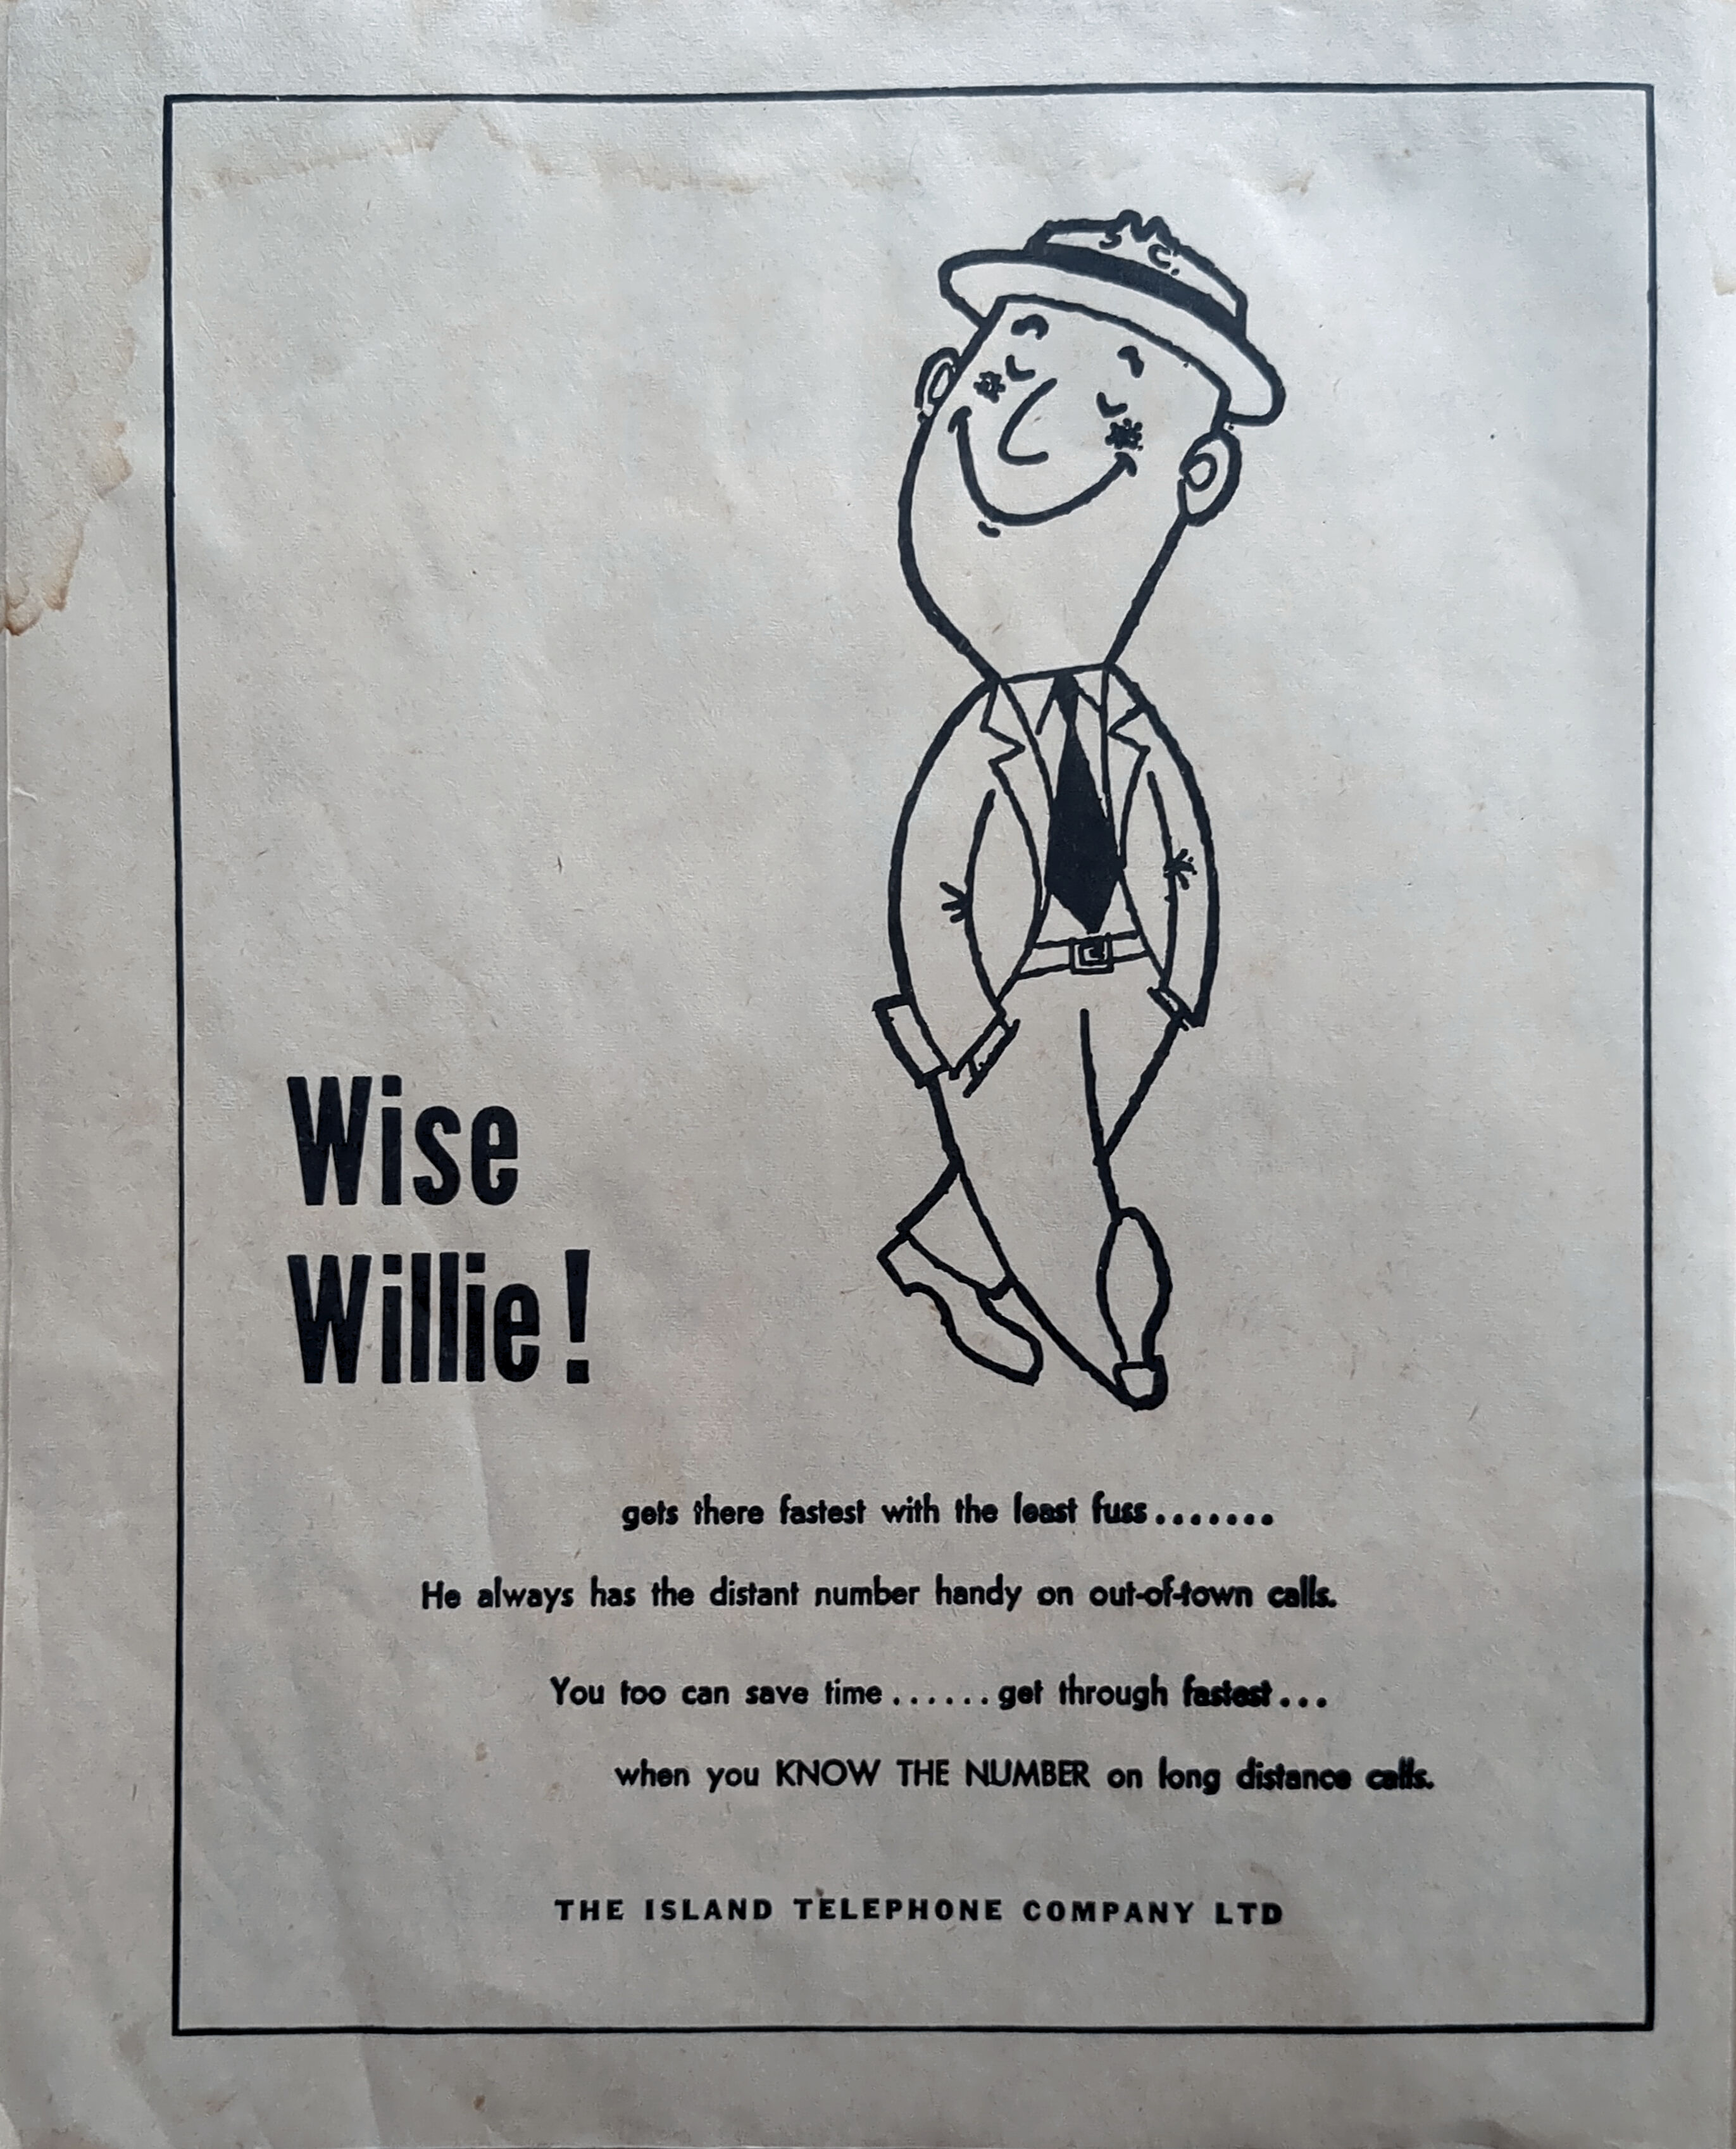 Wise
Willie!
gets there fastest with the least fuss.......
He always has the distant number handy on out-of-town calls.
You too can save time ...... get through fastest...
when you KNOW THE NUMBER on long distance calls.
THE ISLAND TELEPHONE COMPANY LTD